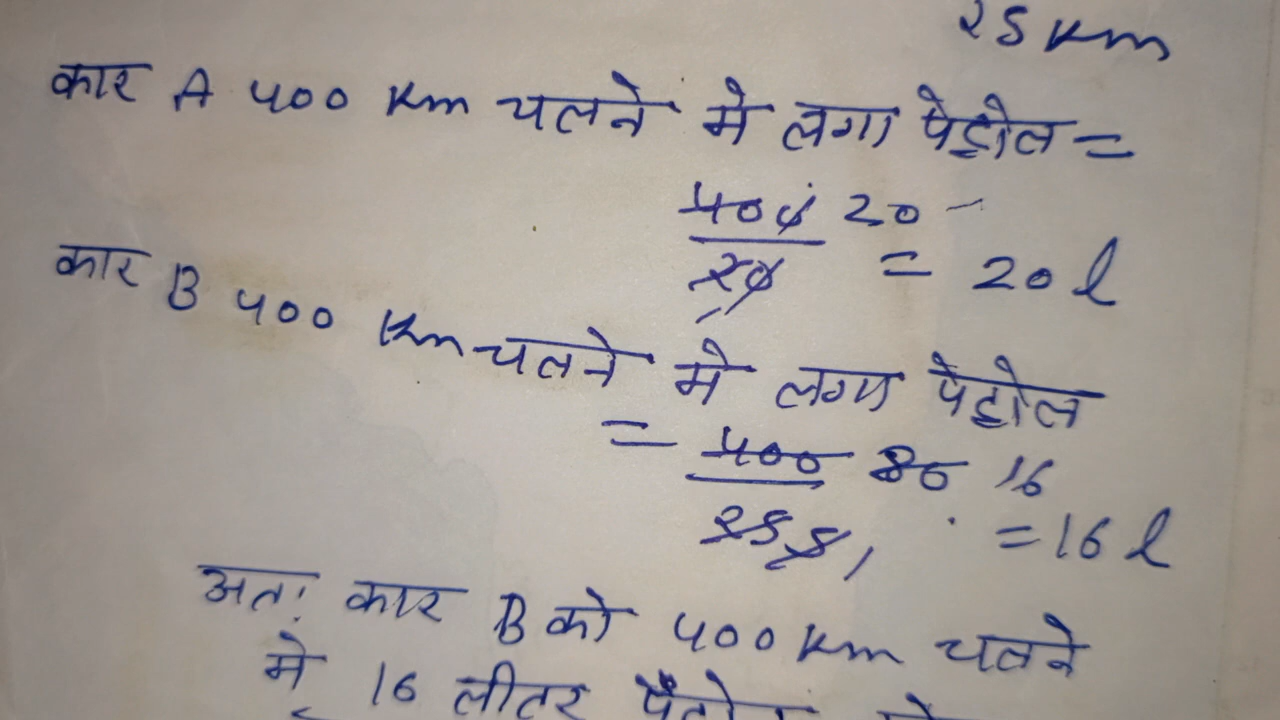 25 Km
कार A 400 Km चलने मे लगा पेट्रोल =
400 20
20 = 20 l
कार B 400 Km चलने मे लगा पेट्रोल
= 400 80 16
25 5 1 = 16 l
अत: कार B को 400 Km चलने
मे 16 लीटर